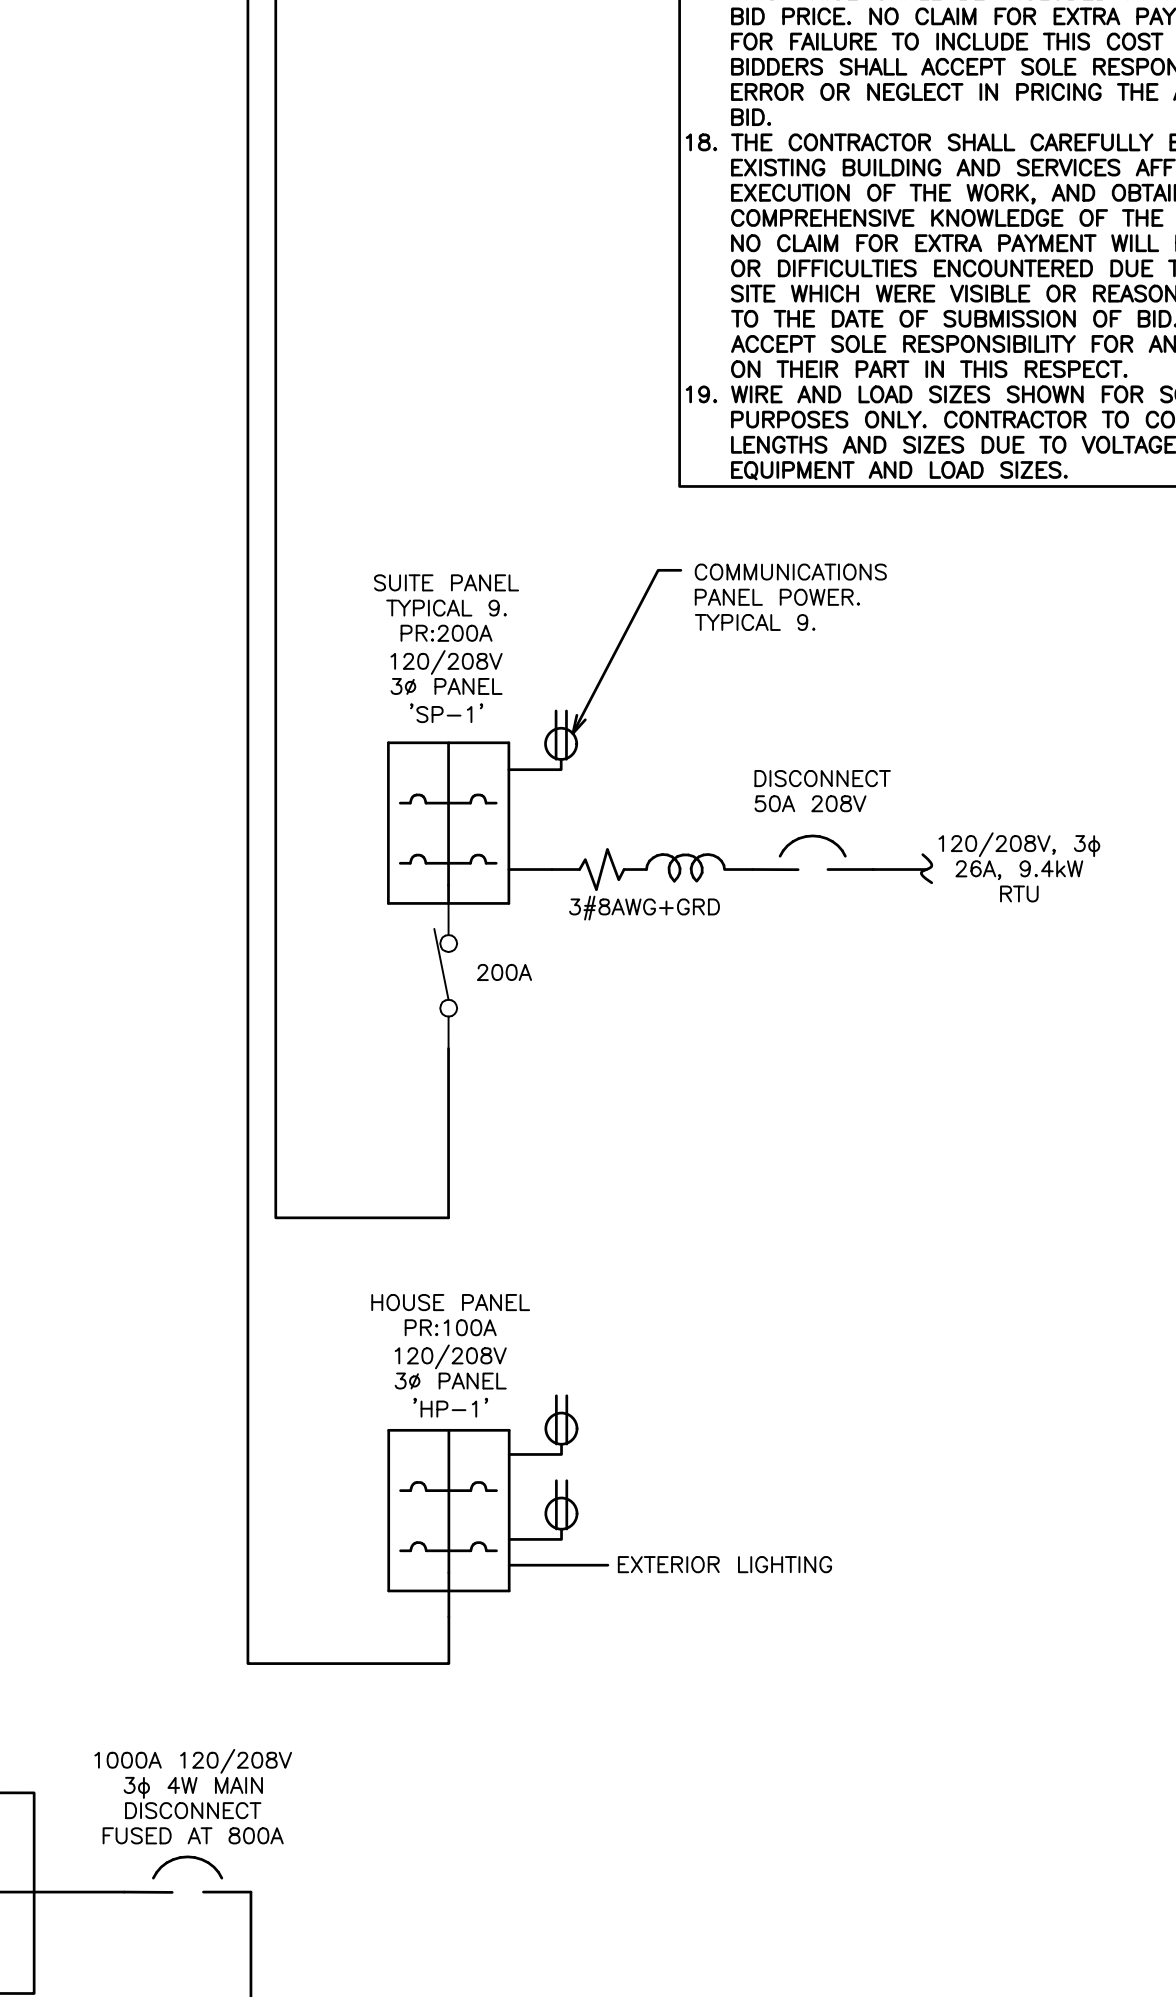 BID PRICE. NO CLAIM FOR EXTRA
FOR FAILURE TO INCLUDE THIS COST
BIDDERS SHALL ACCEPT SOLE
ERROR OR NEGLECT IN PRICING THE
BID.
18. THE CONTRACTOR SHALL CAREFULLY
EXISTING BUILDING AND SERVICES
EXECUTION OF THE WORK, AND
COMPREHENSIVE KNOWLEDGE OF THE
NO CLAIM FOR EXTRA PAYMENT WILL
OR DIFFICULTIES ENCOUNTERED DUE
SITE WHICH WERE VISIBLE OR
TO THE DATE OF SUBMISSION OF BID.
ACCEPT SOLE RESPONSIBILITY FOR
ON THEIR PART IN THIS RESPECT.
19. WIRE AND LOAD SIZES SHOWN FOR
PURPOSES ONLY. CONTRACTOR TO
LENGTHS AND SIZES DUE TO VOLTAGE
EQUIPMENT AND LOAD SIZES.
SUITE PANEL
TYPICAL 9.
PR:200A
120/208V
3ø PANEL
'SP-1'
COMMUNICATIONS
PANEL POWER.
TYPICAL 9.
DISCONNECT
50A 208V
120/208V, 3ϕ
26A, 9.4kW
RTU
3#8AWG+GRD
200A
HOUSE PANEL
PR:100A
120/208V
3ø PANEL
'HP-1'
EXTERIOR LIGHTING
1000A 120/208V
3ϕ 4W MAIN
DISCONNECT
FUSED AT 800A